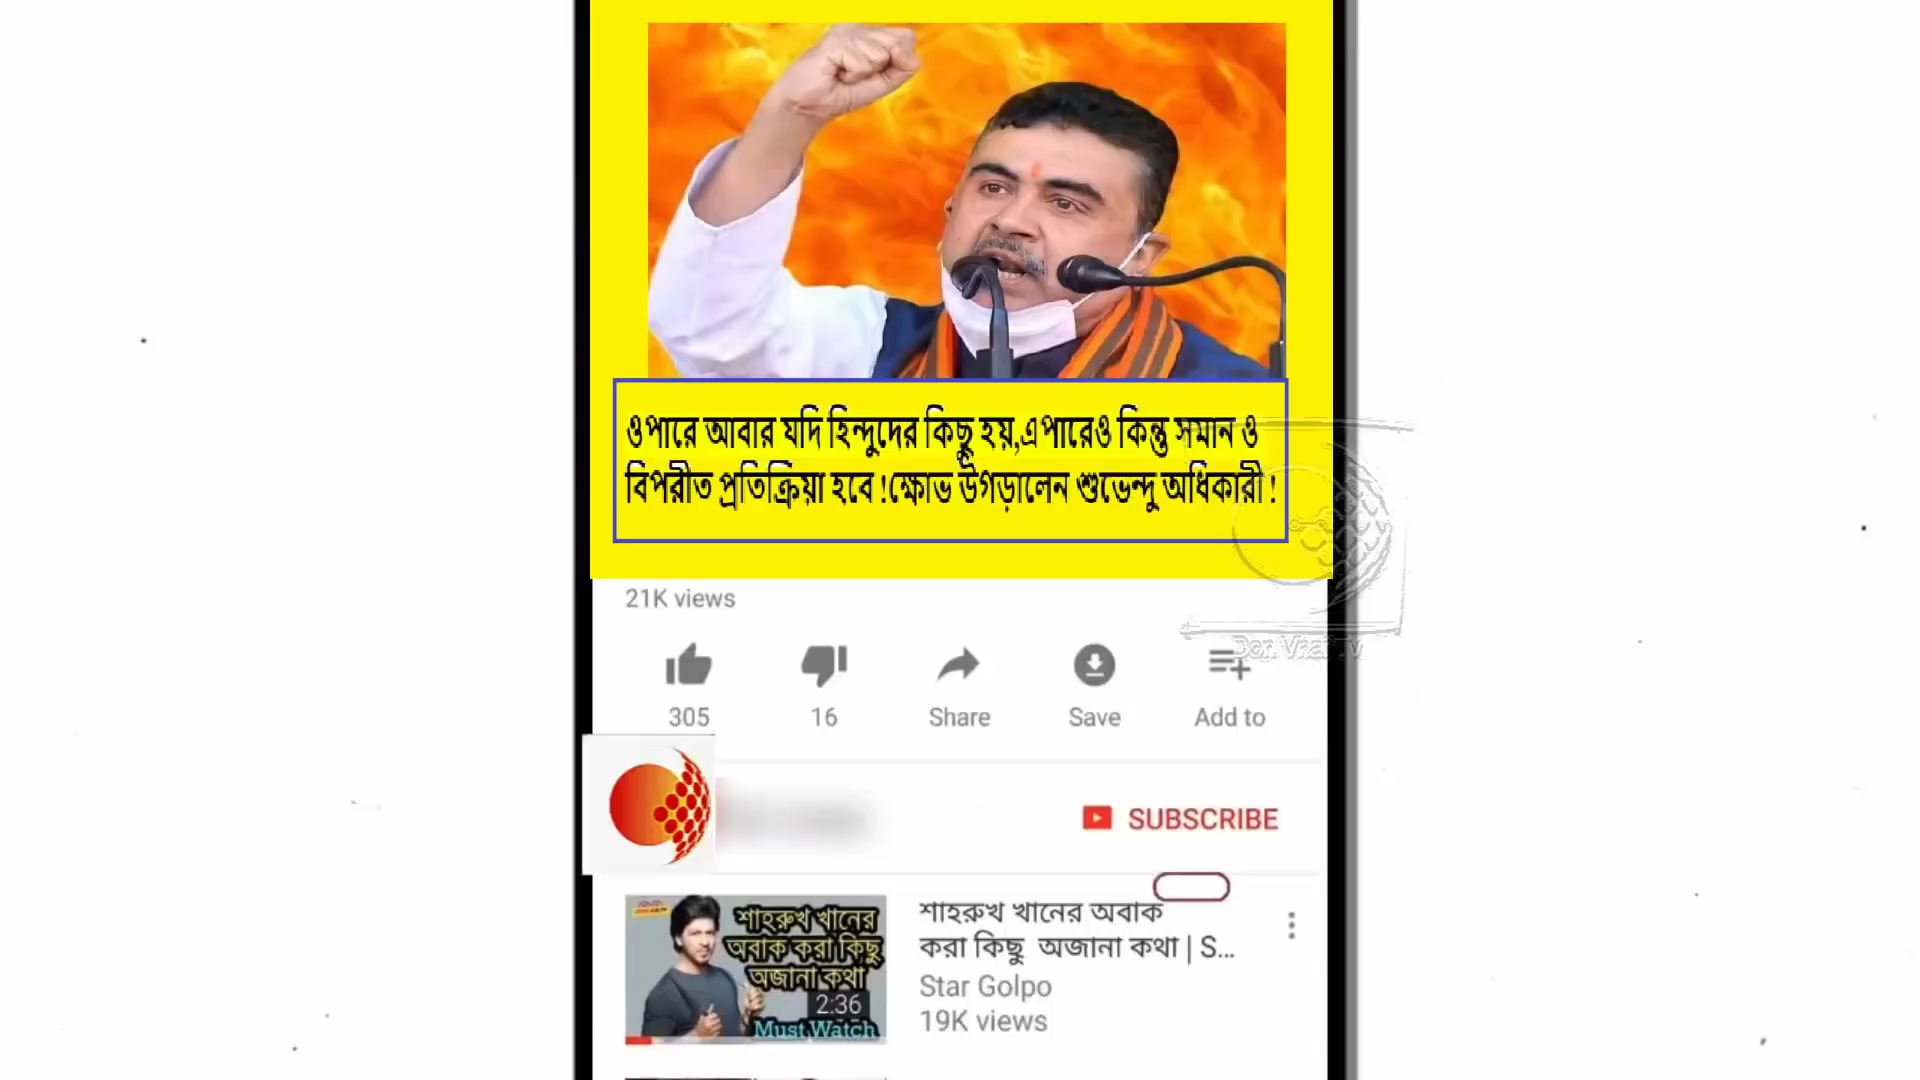 ওপারে আবার যদি হিন্দুদের কিছু হয়,এপারেও কিন্তু সমান ও
বিপরীত প্রতিক্রিয়া হবে !ক্ষোভ উগড়ালেন শুভেন্দু অধিকারী !
21K views
305
16
Share
Save
Add to
SUBSCRIBE
শাহরুখ খানের
অবাক করা কিছু
অজানা কথা
2:36
Must Watch
শাহরুখ খানের অবাক
করা কিছু অজানা কথা | S...
Star Golpo
19K views